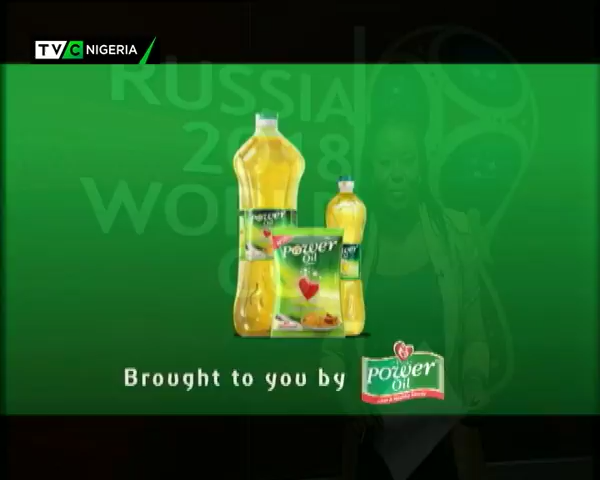 TVC NIGERIA
RUSSIA
2018
WORLD
Power
Oil
Power
Oil
Brought to you by
Power
Oil